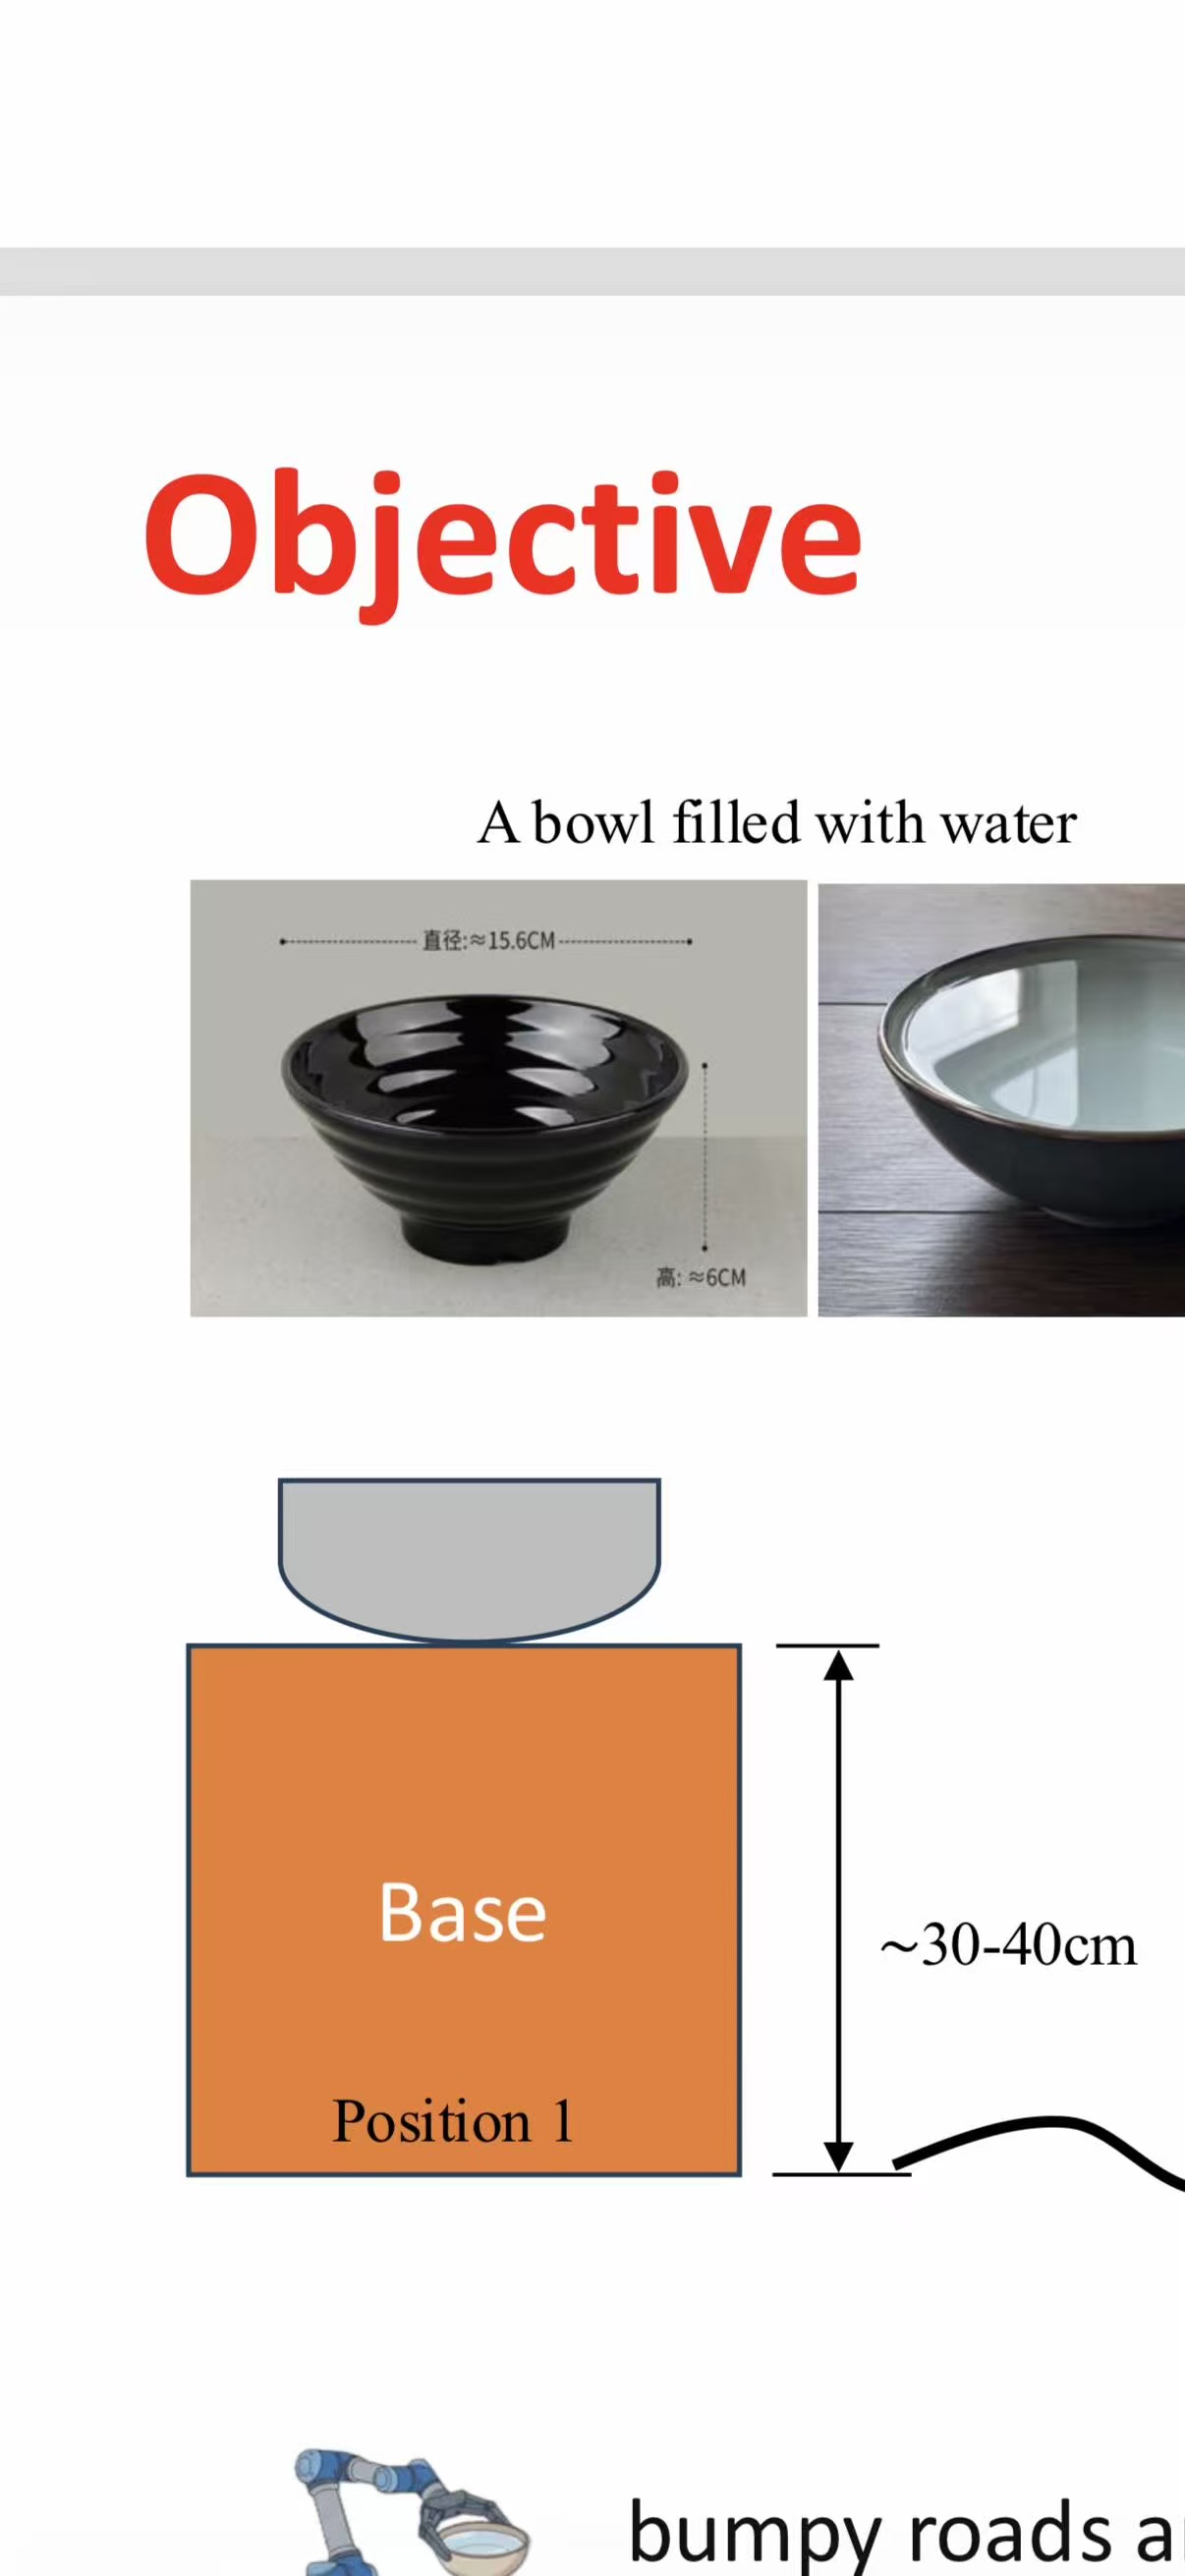 Objective
A bowl filled with water
直径:≈15.6CM
高: ≈6CM
Base
~30-40cm
Position 1
bumpy roads